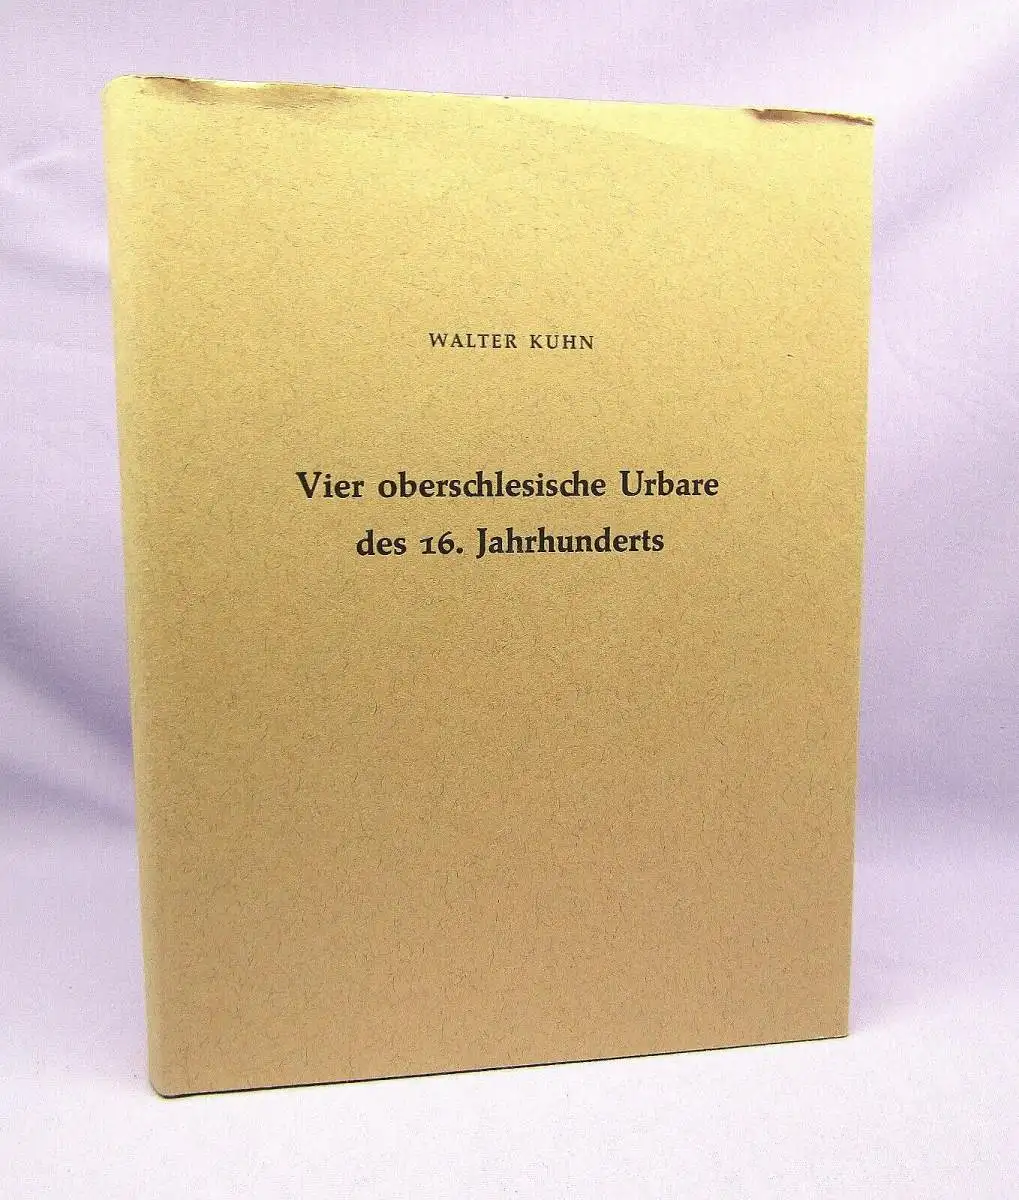 WALTER KUHN
Vier oberschlesische Urbare
des 16. Jahrhunderts